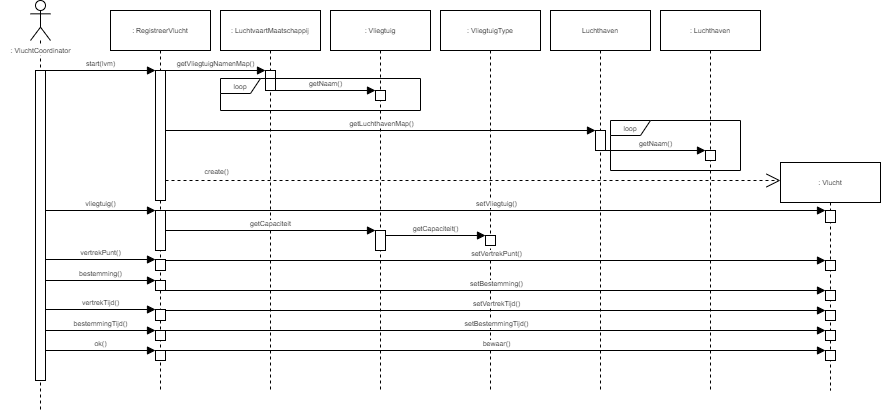 : VluchtCoordinator
: RegistreerVlucht
: LuchtvaartMaatschappij
: Vliegtuig
: VliegtuigType
Luchthaven
: Luchthaven
start(lvm)
getVliegtuigNamenMap()
loop
getNaam()
getLuchthavenMap()
loop
getNaam()
create()
: Vlucht
vliegtuig()
setVliegtuig()
getCapaciteit
getCapaciteit()
vertrekPunt()
setVertrekPunt()
bestemming()
setBestemming()
vertrekTijd()
setVertrekTijd()
bestemmingTijd()
setBestemmingTijd()
ok()
bewaar()